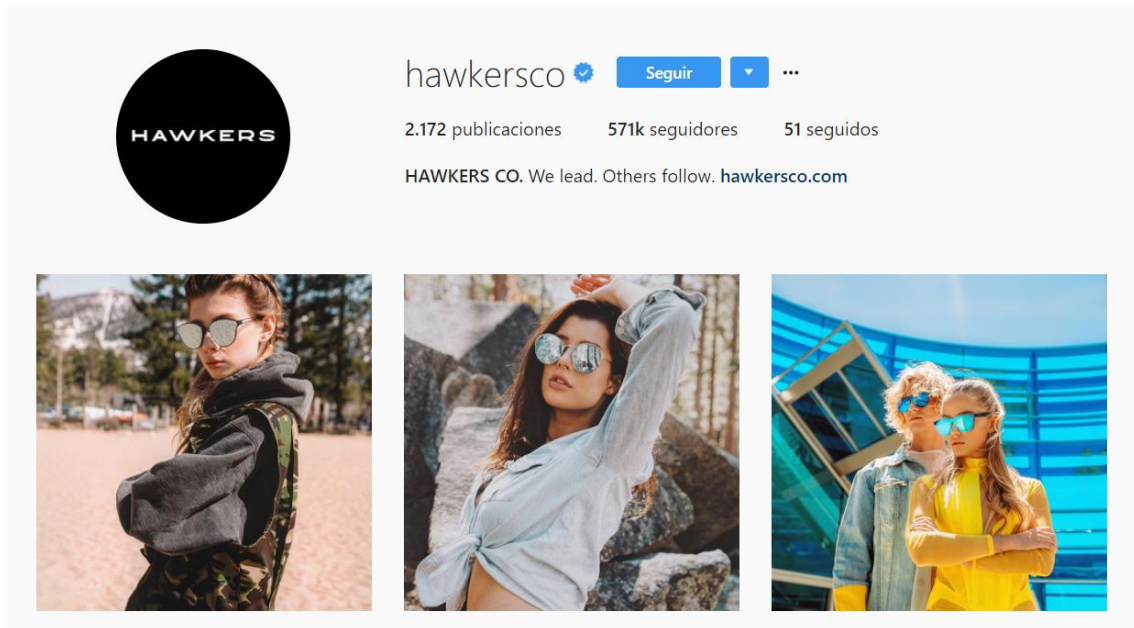 HAWKERS
hawkersco Seguir
2.172 publicaciones 571k seguidores 51 seguidos
HAWKERS CO. We lead. Others follow. hawkersco.com